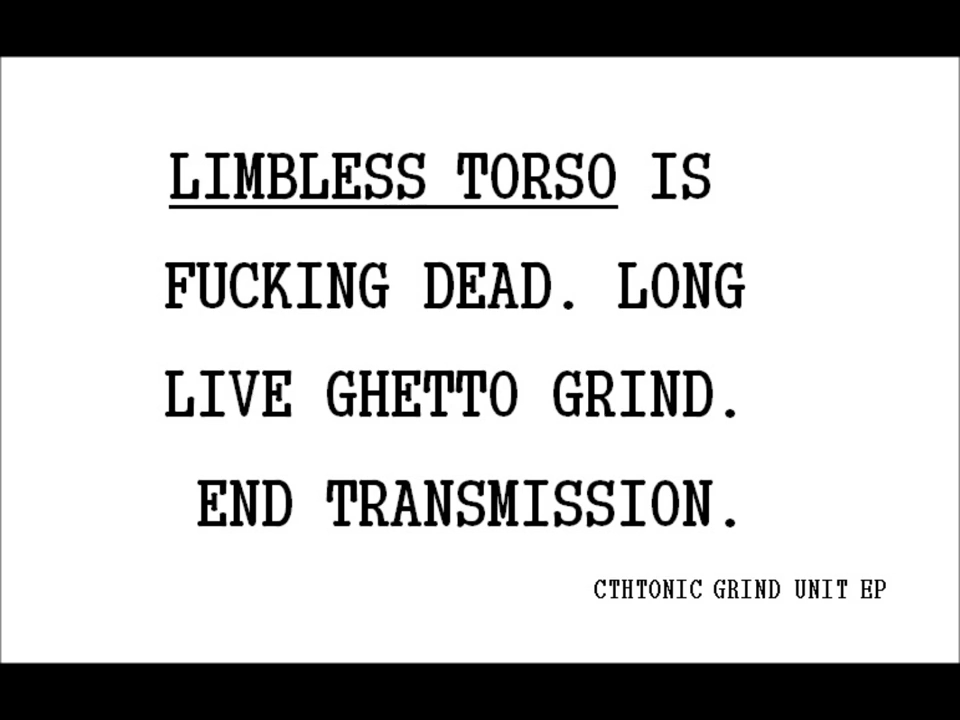 LIMBLESS TORSO IS
FUCKING DEAD. LONG
LIVE GHETTO GRIND.
END TRANSMISSION.
CTHTONIC GRIND UNIT EP